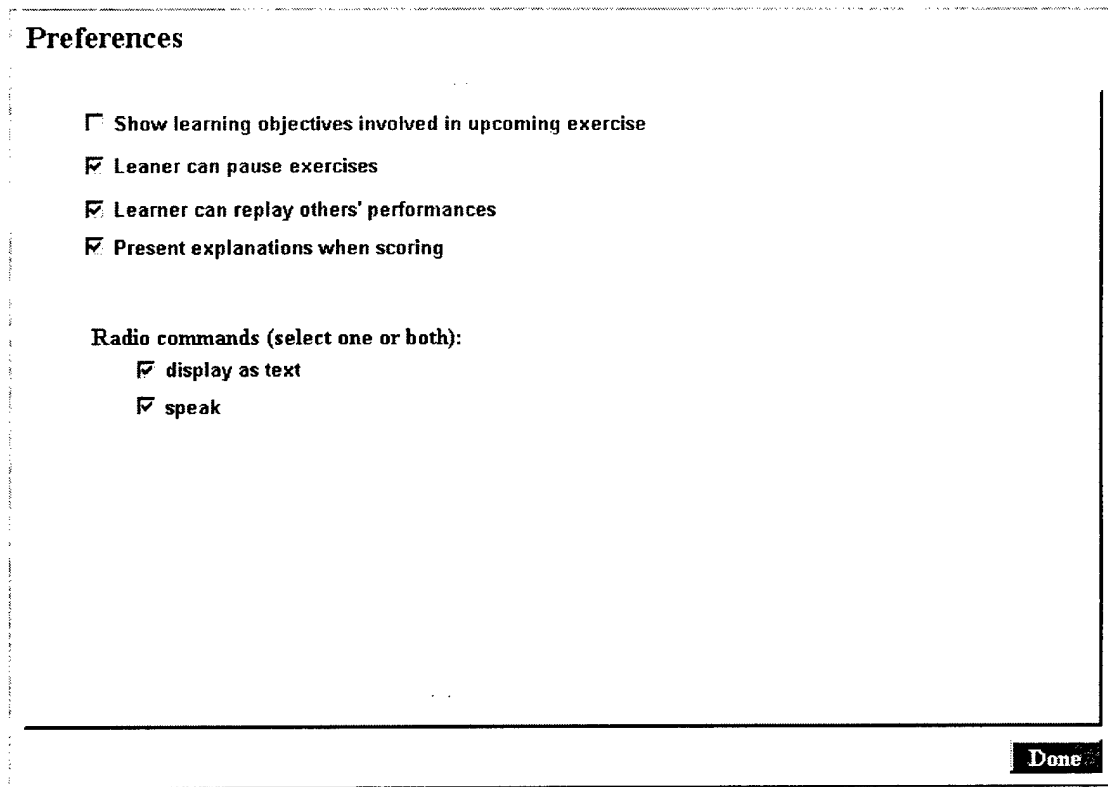 Preferences
Show learning objectives involved in upcoming exercise
Leaner can pause exercises
Learner can replay others' performances
Present explanations when scoring
Radio commands (select one or both):
display as text
speak
Done